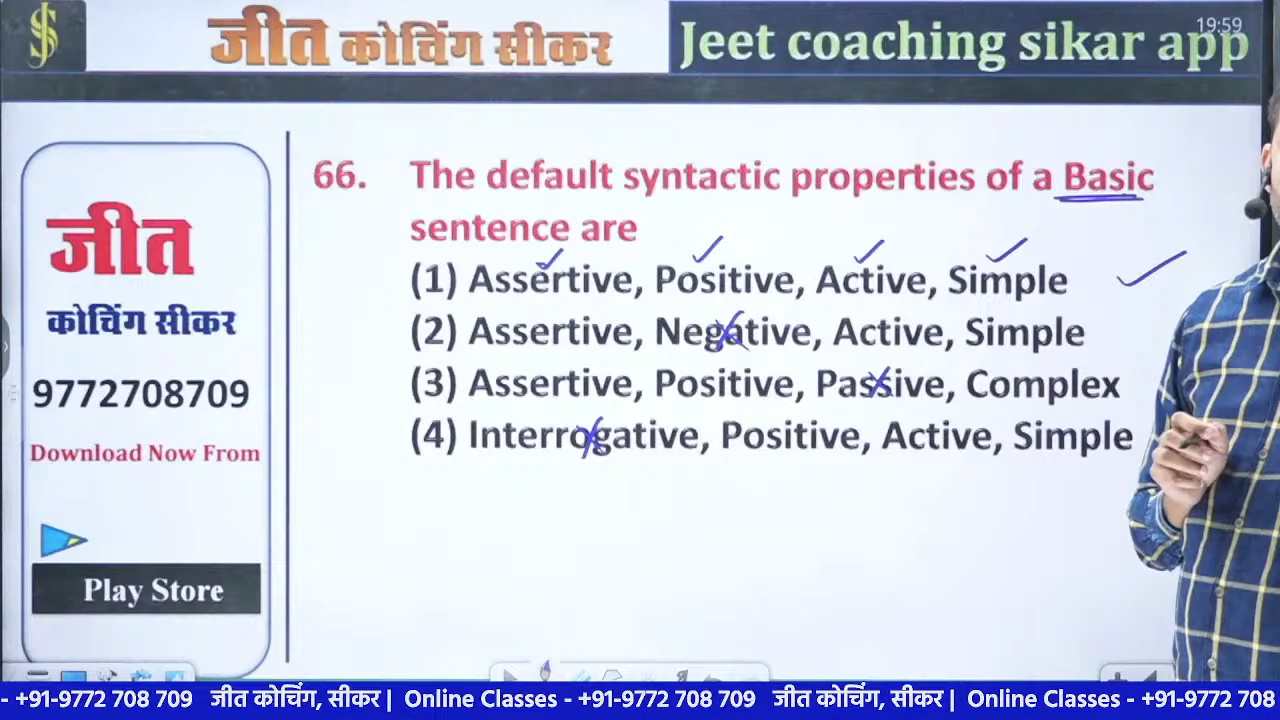 जीत कोचिंग सीकर
Jeet coaching sikar app
19:59
जीत
कोचिंग सीकर
9772708709
Download Now From
Play Store
66. The default syntactic properties of a Basic
sentence are
(1) Assertive, Positive, Active, Simple
(2) Assertive, Negative, Active, Simple
(3) Assertive, Positive, Passive, Complex
(4) Interrogative, Positive, Active, Simple
- +91-9772 708 709 जीत कोचिंग, सीकर | Online Classes - +91-9772 708 709 जीत कोचिंग, सीकर | Online Classes - +91-9772 708